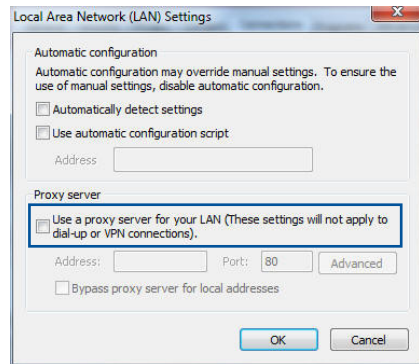 Local Area Network (LAN) Settings
Automatic configuration
Automatic configuration may override manual settings. To ensure the
use of manual settings, disable automatic configuration.
Automatically detect settings
Use automatic configuration script
Address
Proxy server
Use a proxy server for your LAN (These settings will not apply to
dial-up or VPN connections).
Address: Port: 80 Advanced
Bypass proxy server for local addresses
OK Cancel